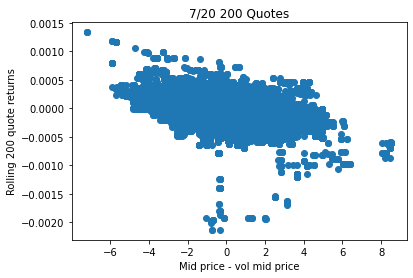 7/20 200 Quotes
0.0015
0.0010
0.0005
0.0000
−0.0005
−0.0010
−0.0015
−0.0020
Rolling 200 quote returns
−6 −4 −2 0 2 4 6 8
Mid price - vol mid price